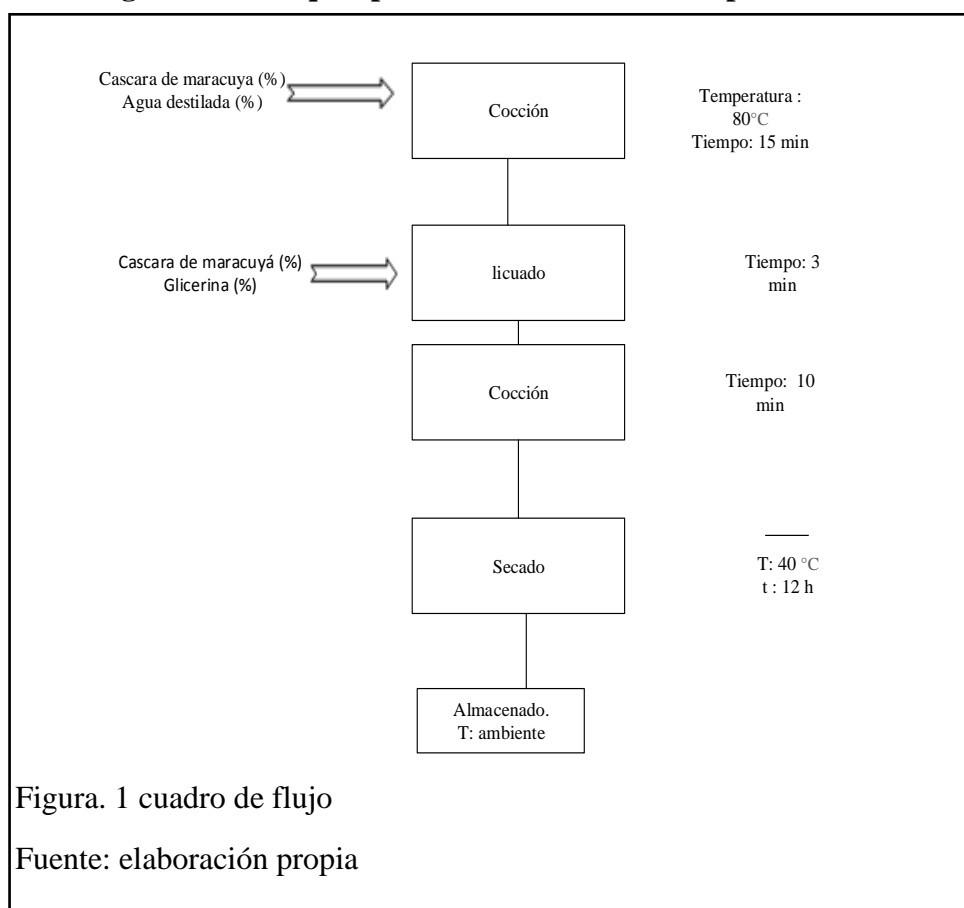 Cascara de maracuya (%)
Agua destilada (%)
Cocción
Temperatura :
80°C
Tiempo: 15 min
Cascara de maracuyá (%)
Glicerina (%)
licuado
Tiempo: 3
min
Cocción
Tiempo: 10
min
Secado
T: 40 °C
t : 12 h
Almacenado.
T: ambiente
Figura. 1 cuadro de flujo
Fuente: elaboración propia